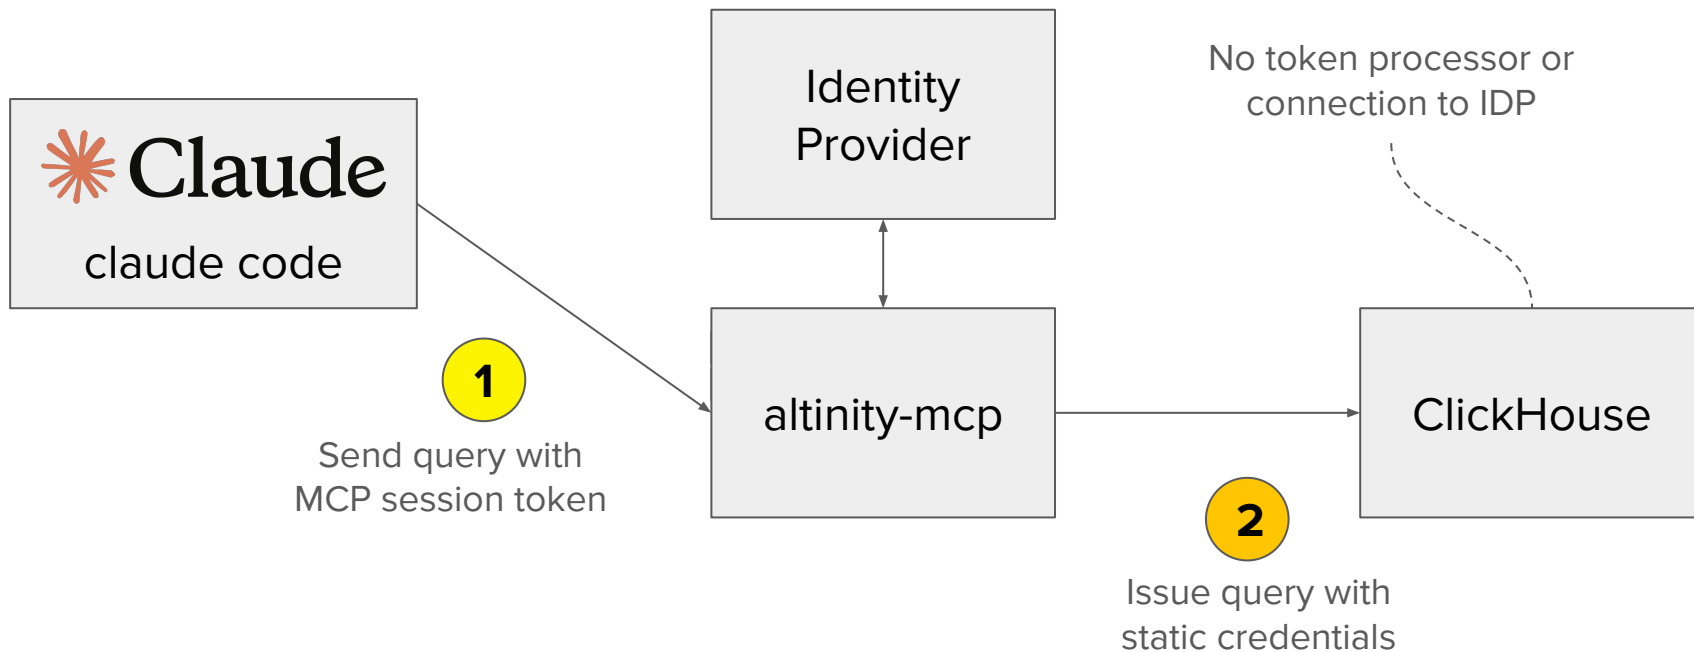 Claude
claude code
1
Send query with
MCP session token
Identity
Provider
altinity-mcp
2
Issue query with
static credentials
No token processor or
connection to IDP
ClickHouse